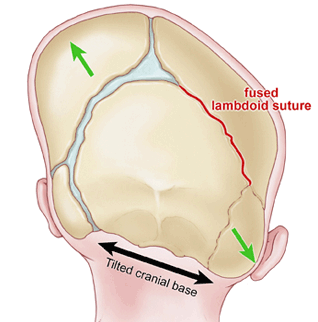 fused
lambdoid suture
Tilted cranial base